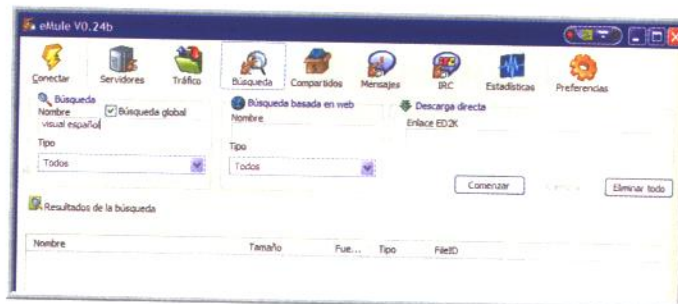 eMule V0.24b
Conectar Servidores Tráfico Búsqueda Compartidos Mensajes IRC Estadísticas Preferencias
Búsqueda
Nombre Búsqueda global
visual español
Tipo
Todos
Búsqueda basada en web
Nombre
Tipo
Todos
Descarga directa
Enlace ED2K
Comenzar Eliminar todo
Resultados de la búsqueda
Nombre Tamaño Fue... Tipo FileID